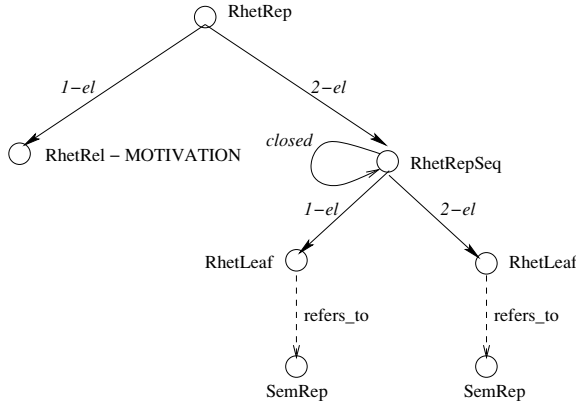 RhetRep
1−el
2−el
RhetRel − MOTIVATION
closed
RhetRepSeq
1−el
2−el
RhetLeaf
RhetLeaf
refers_to
refers_to
SemRep
SemRep